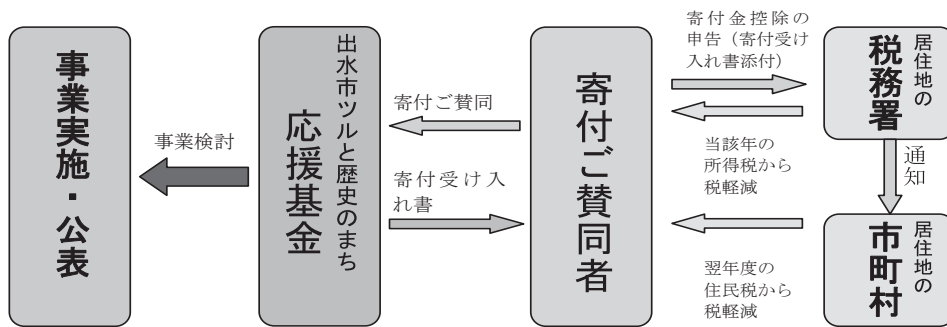 事業実施・公表
事業検討
出水市ツルと歴史のまち
応援基金
寄付ご賛同
寄付受け入
れ書
寄付ご賛同者
寄付金控除の
申告（寄付受け
入れ書添付）
当該年の
所得税から
税軽減
翌年度の
住民税から
税軽減
居住地の
税務署
通知
居住地の
市町村